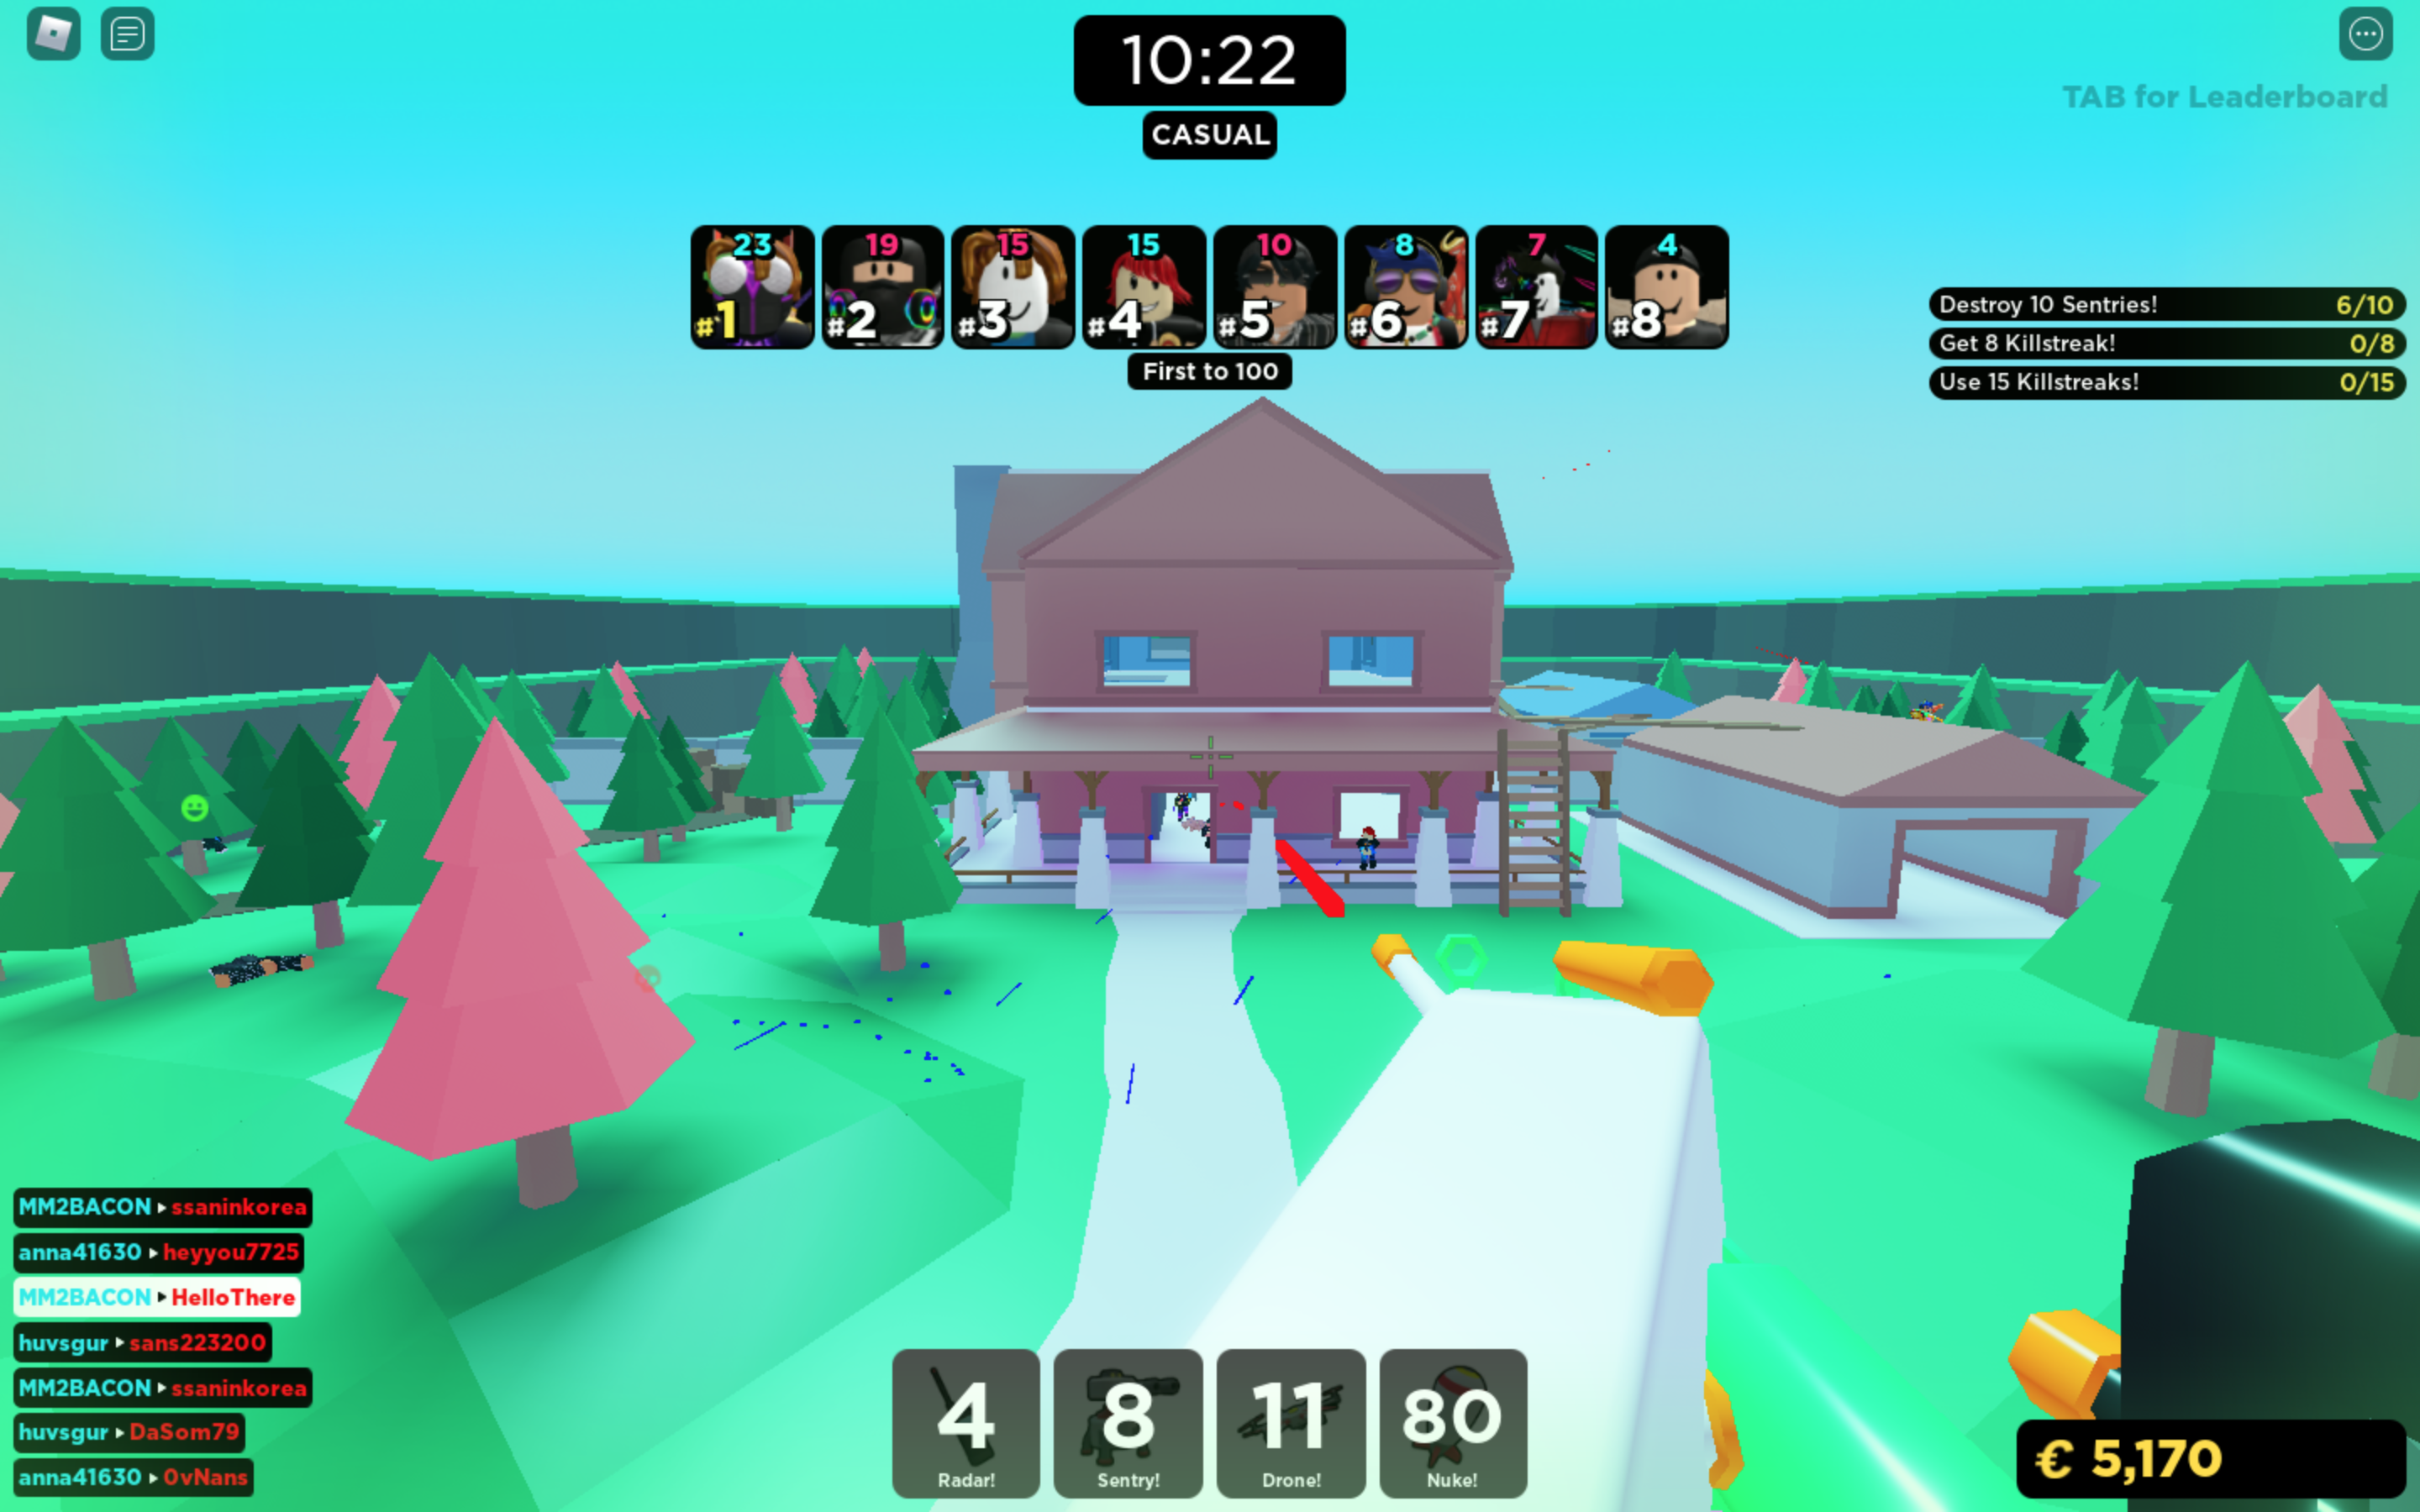 10:22
CASUAL
TAB for Leaderboard
23 19 15 15 10 8 7 4
#1 #2 #3 #4 #5 #6 #7 #8
First to 100
Destroy 10 Sentries! 6/10
Get 8 Killstreak! 0/8
Use 15 Killstreaks! 0/15
MM2BACON ▸ ssaninkorea
anna41630 ▸ heyyou7725
MM2BACON ▸ HelloThere
huvsgur ▸ sans223200
MM2BACON ▸ ssaninkorea
huvsgur ▸ DaSom79
anna41630 ▸ 0vNans
4 8 11 80
Radar! Sentry! Drone! Nuke!
€ 5,170